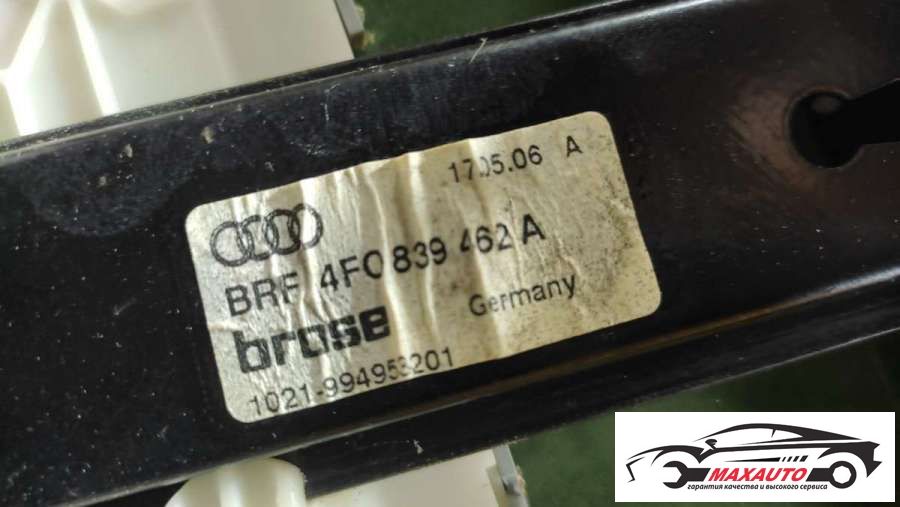 17.05.06 A
BRF 4F0 839 462 A
brose Germany
1021-994953201
MAXAUTO
гарантия качества и высокого сервиса